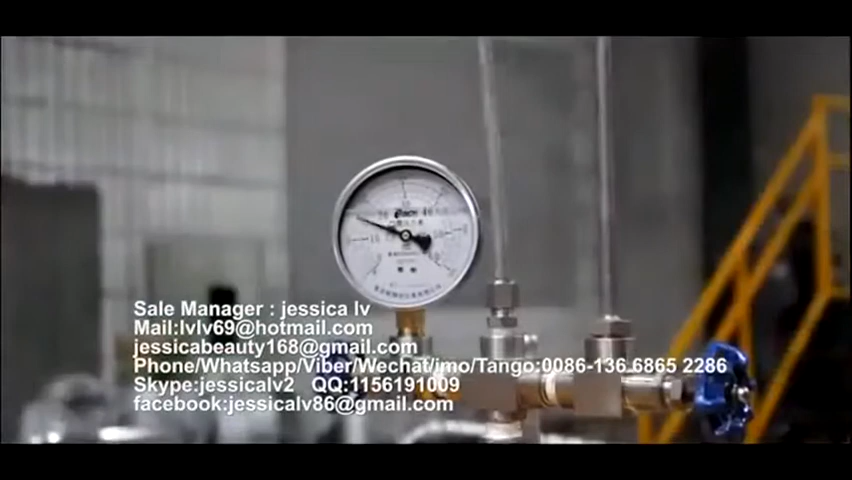 Sale Manager : jessica lv
Mail:lvlv69@hotmail.com
jessicabeauty168@gmail.com
Phone/Whatsapp/Viber/Wechat/imo/Tango:0086-136 6865 2286
Skype:jessicalv2 QQ:1156191009
facebook:jessicalv86@gmail.com